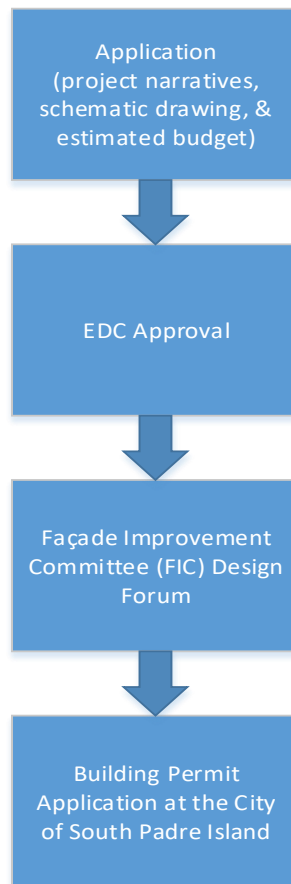 Application
(project narratives,
schematic drawing, &
estimated budget)
EDC Approval
Façade Improvement
Committee (FIC) Design
Forum
Building Permit
Application at the City
of South Padre Island